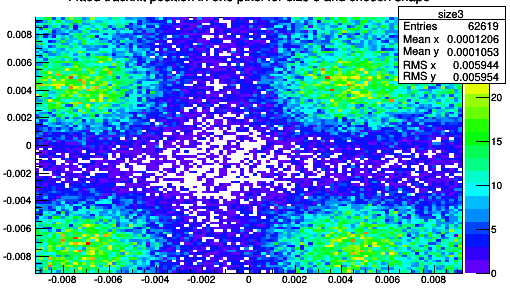 Fitted trackhit position in one pixel for size 3 and chosen shape
size3
Entries 62619
Mean x 0.0001206
Mean y 0.0001053
RMS x 0.005944
RMS y 0.005954
0.008
0.006
0.004
0.002
0
-0.002
-0.004
-0.006
-0.008
20
15
10
5
0
-0.008 -0.006 -0.004 -0.002 0 0.002 0.004 0.006 0.008